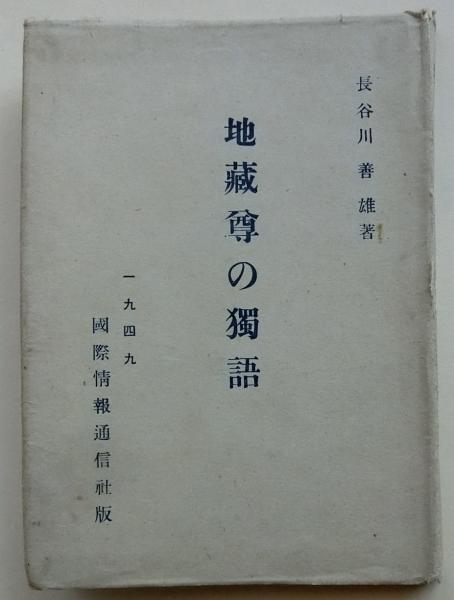 長谷川善雄著
地藏尊の獨語
一九四九
國際情報通信社版